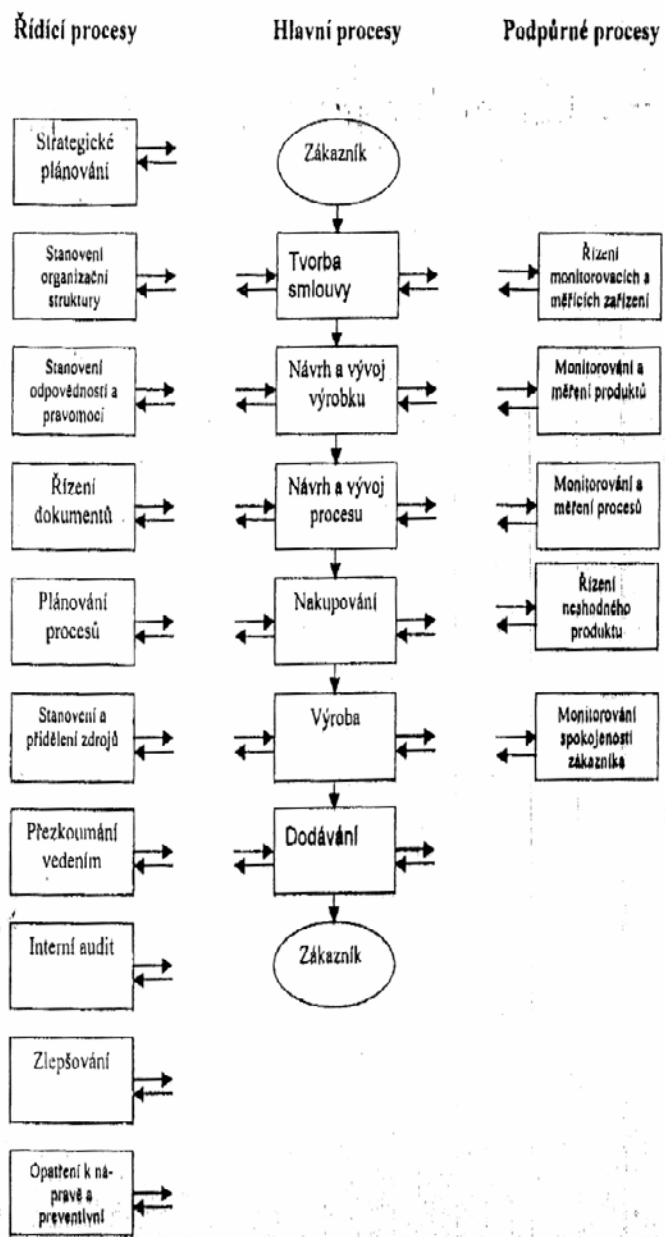 Řídící procesy
Hlavní procesy
Podpůrné procesy
Strategické
plánování
Stanovení
organizační
struktury
Stanovení
odpovědností a
pravomocí
Řízení
dokumentů
Plánování
procesů
Stanovení a
přidělení zdrojů
Přezkoumání
vedením
Interní audit
Zlepšování
Opatření k ná-
pravě a
preventivní
Zákazník
Tvorba
smlouvy
Návrh a vývoj
výrobku
Návrh a vývoj
procesu
Nakupování
Výroba
Dodávání
Zákazník
Řízení
monitorovacích a
měřících zařízení
Monitorování a
měření produktů
Monitorování a
měření procesů
Řízení
neshodného
produktu
Monitorování
spokojenosti
zákazníka